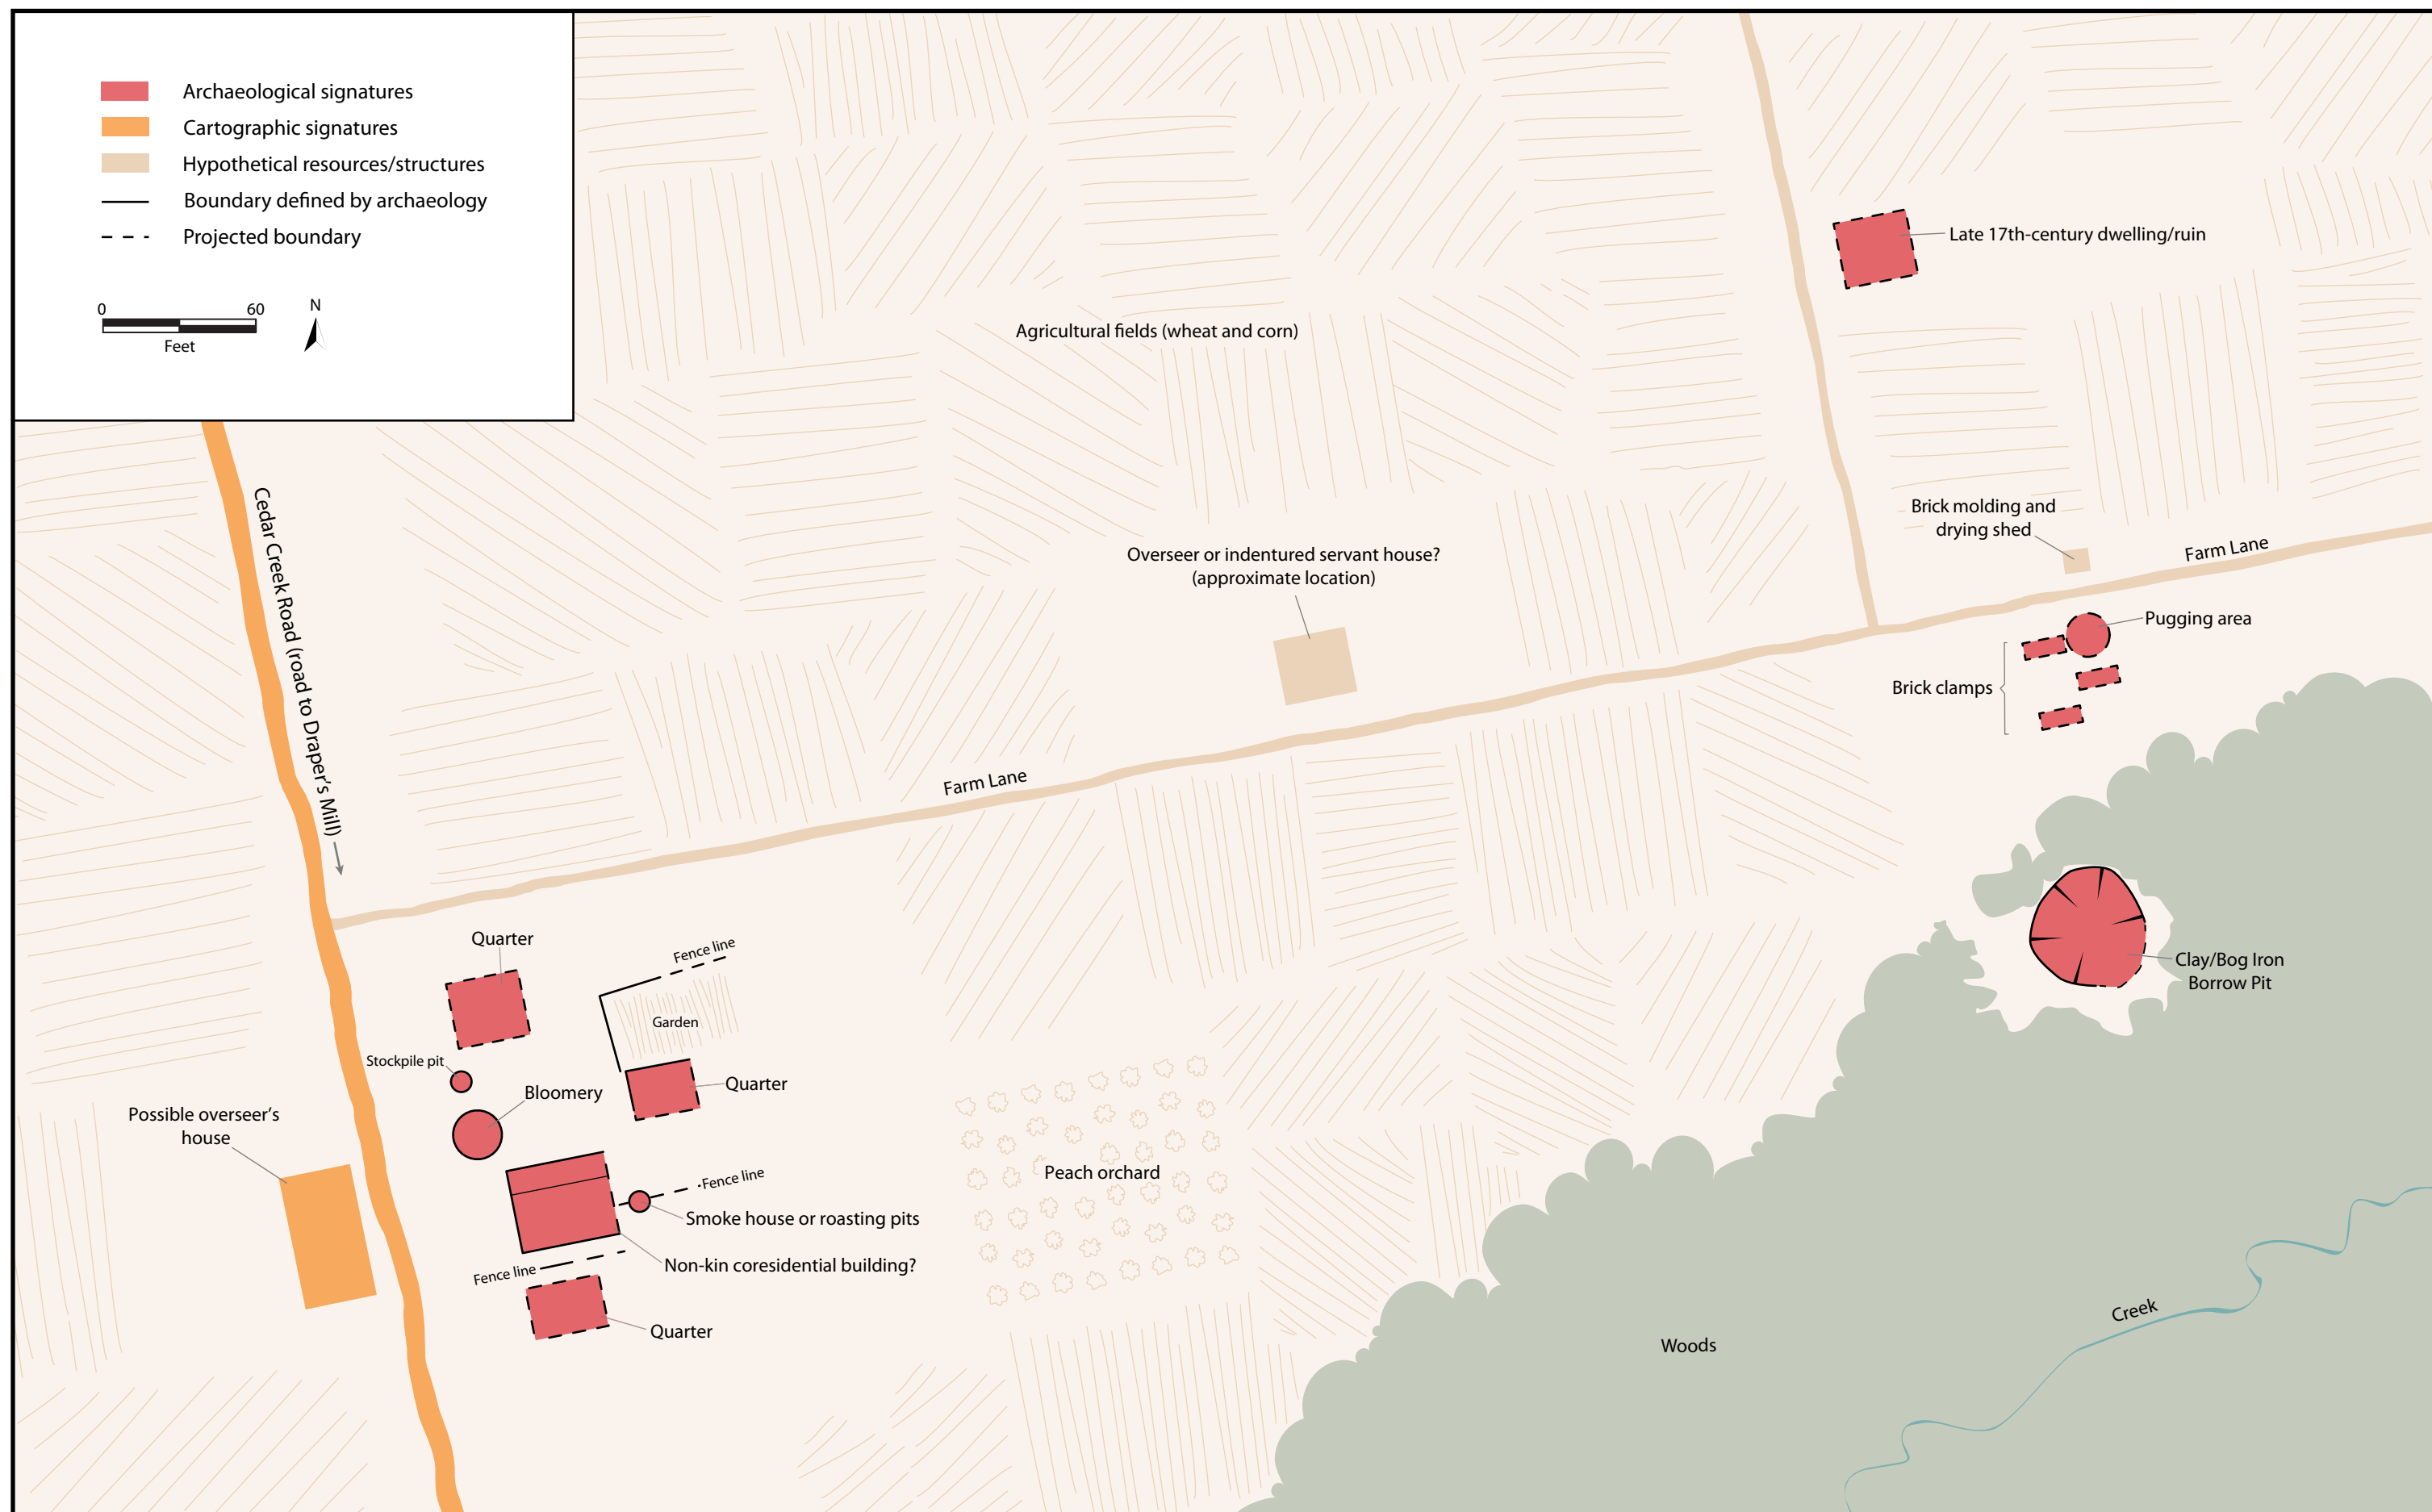 Archaeological signatures
Cartographic signatures
Hypothetical resources/structures
Boundary defined by archaeology
Projected boundary
0
60
Feet
N
Late 17th-century dwelling/ruin
Agricultural fields (wheat and corn)
Cedar Creek Road (road to Draper's Mill)
Overseer or indentured servant house?
(approximate location)
Brick molding and
drying shed
Farm Lane
Pugging area
Brick clamps
Farm Lane
Quarter
Fence line
Garden
Clay/Bog Iron
Borrow Pit
Stockpile pit
Bloomery
Quarter
Possible overseer's
house
Peach orchard
Fence line
Smoke house or roasting pits
Non-kin coresidential building?
Fence line
Quarter
Creek
Woods